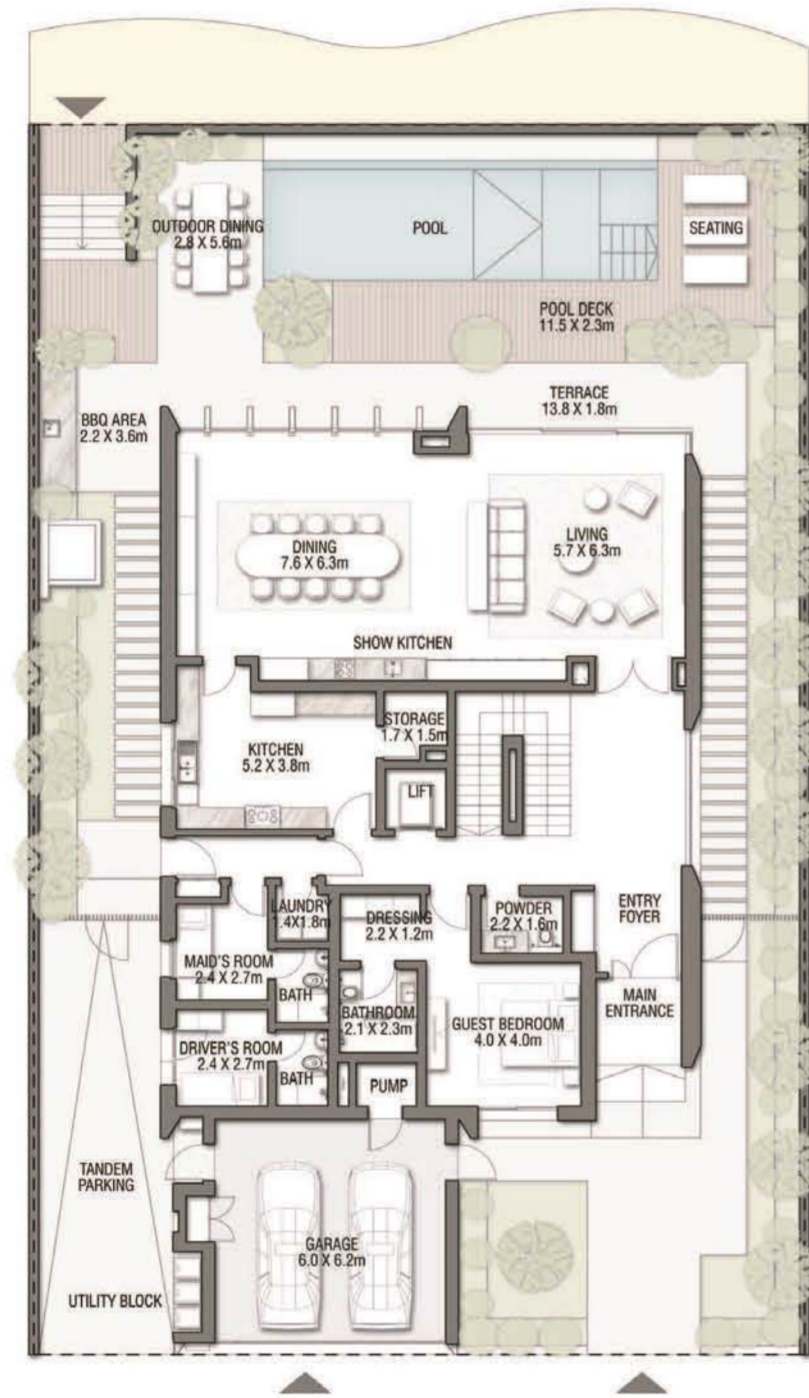 OUTDOOR DINING
2.8 X 5.6m
POOL
SEATING
POOL DECK
11.5 X 2.3m
TERRACE
13.8 X 1.8m
BBQ AREA
2.2 X 3.6m
DINING
7.6 X 6.3m
LIVING
5.7 X 6.3m
SHOW KITCHEN
STORAGE
1.7 X 1.5m
KITCHEN
5.2 X 3.8m
LIFT
LAUNDRY
1.4X1.8m
DRESSING
2.2 X 1.2m
POWDER
2.2 X 1.6m
ENTRY
FOYER
MAID'S ROOM
2.4 X 2.7m
BATH
BATHROOM
2.1 X 2.3m
GUEST BEDROOM
4.0 X 4.0m
MAIN
ENTRANCE
DRIVER'S ROOM
2.4 X 2.7m
BATH
PUMP
TANDEM
PARKING
GARAGE
6.0 X 6.2m
UTILITY BLOCK